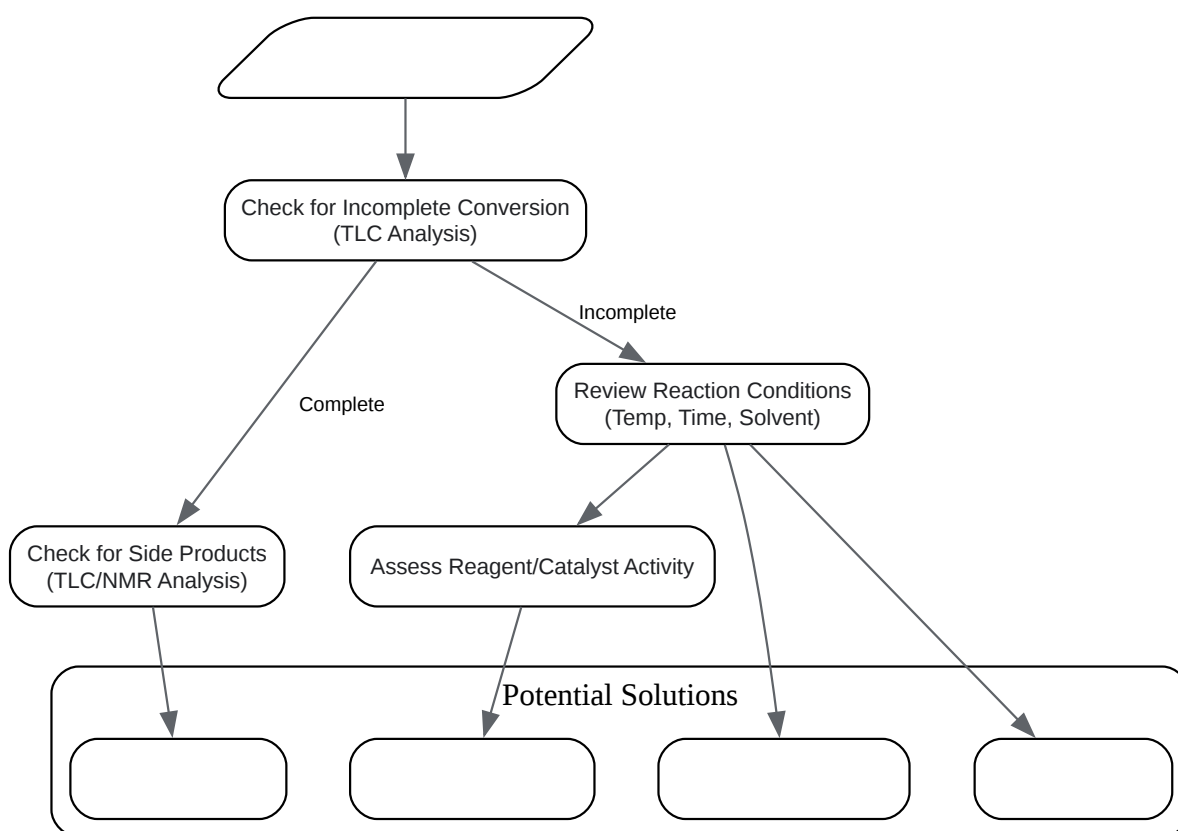 Check for Incomplete Conversion
(TLC Analysis)
Incomplete
Review Reaction Conditions
(Temp, Time, Solvent)
Complete
Check for Side Products
(TLC/NMR Analysis)
Assess Reagent/Catalyst Activity
Potential Solutions